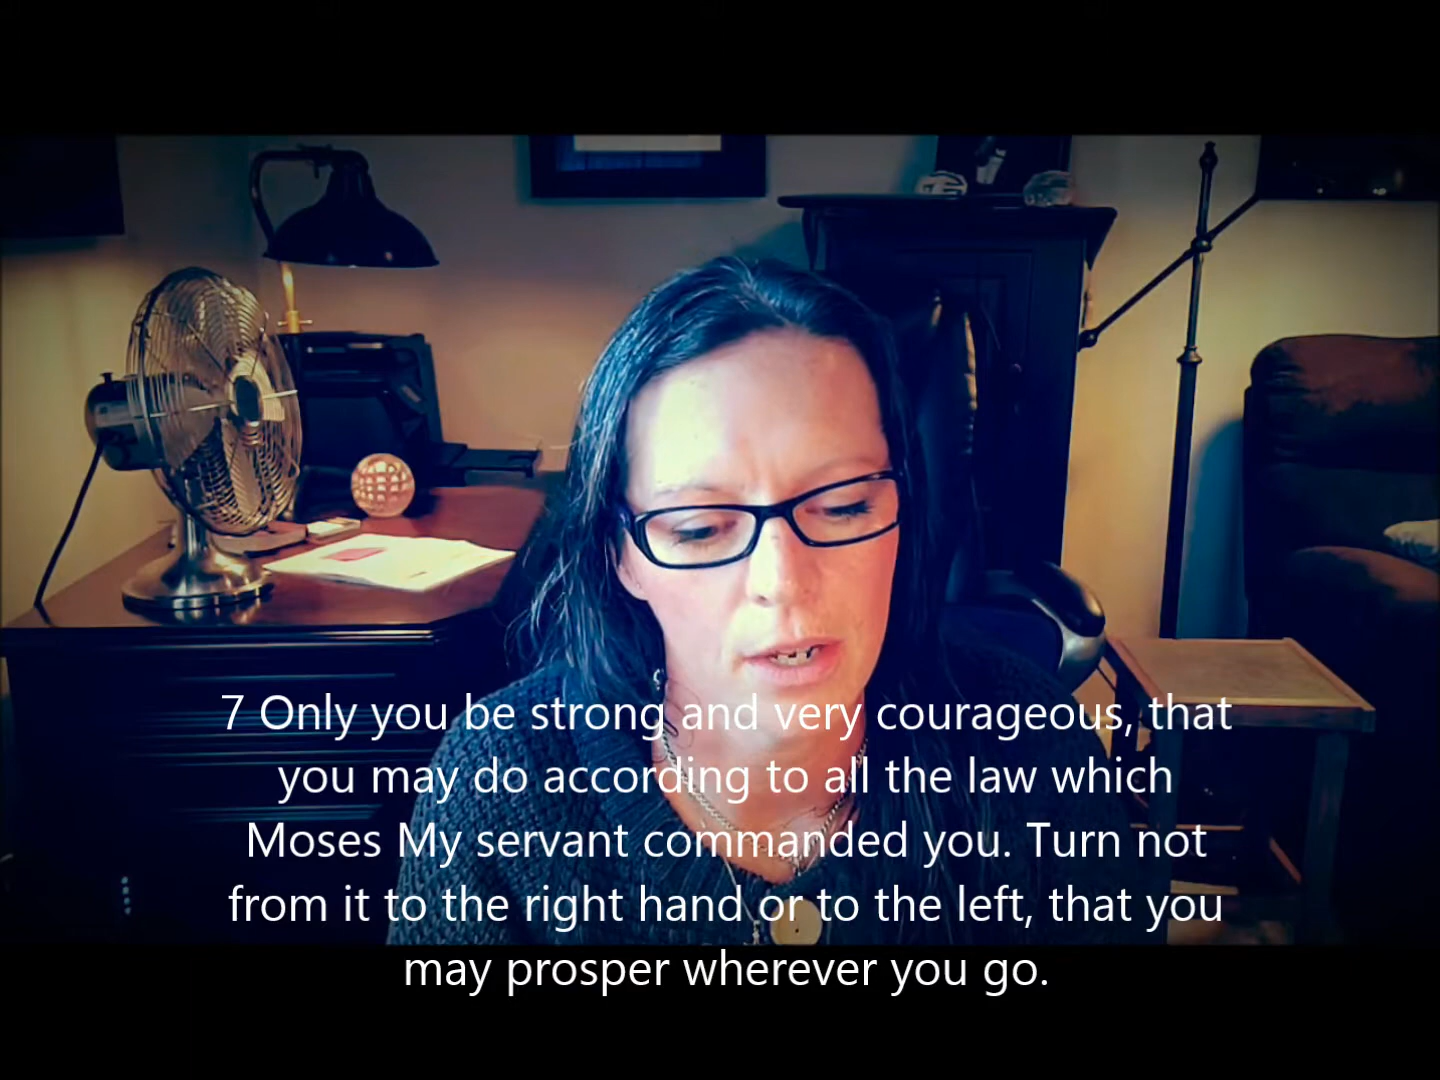 7 Only you be strong and very courageous, that
you may do according to all the law which
Moses My servant commanded you. Turn not
from it to the right hand or to the left, that you
may prosper wherever you go.